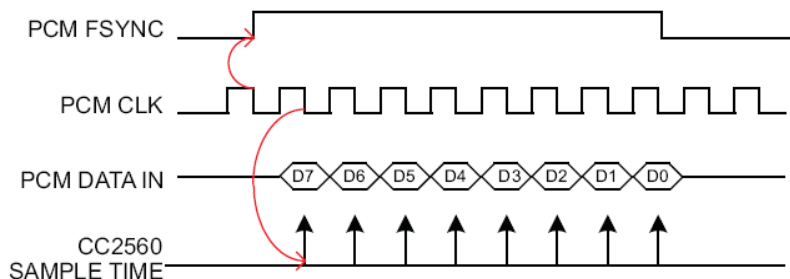 PCM FSYNC
PCM CLK
PCM DATA IN
D7 D6 D5 D4 D3 D2 D1 D0
CC2560
SAMPLE TIME